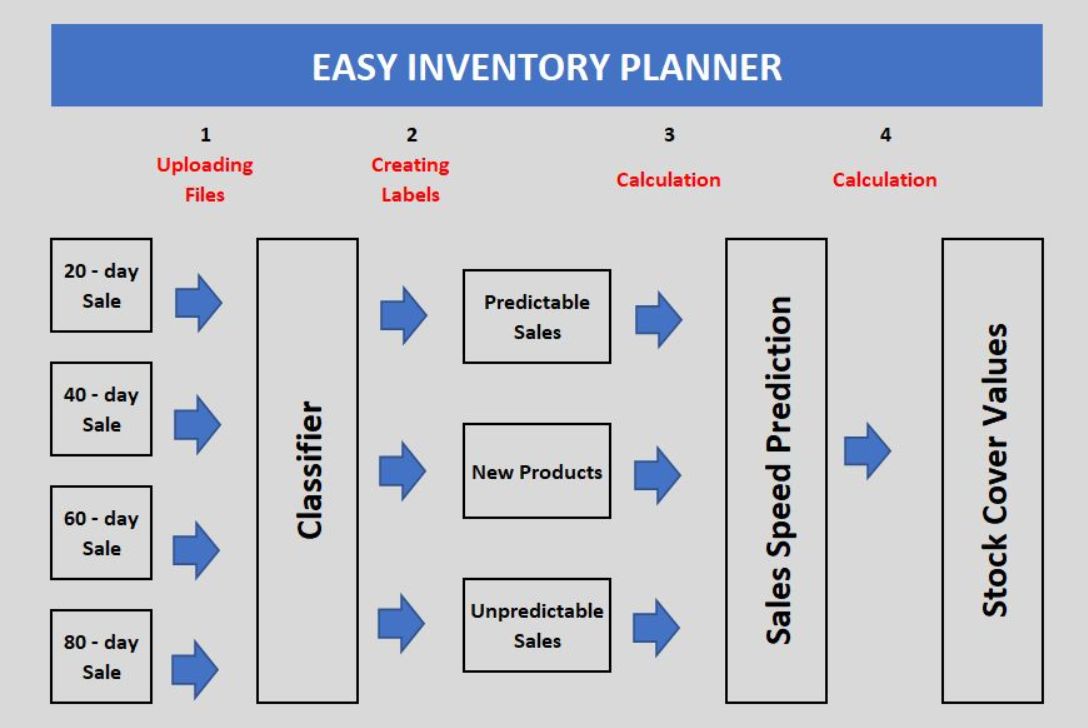 EASY INVENTORY PLANNER
1
Uploading
Files
2
Creating
Labels
3
Calculation
4
Calculation
20 - day
Sale
40 - day
Sale
60 - day
Sale
80 - day
Sale
Classifier
Predictable
Sales
New Products
Unpredictable
Sales
Sales Speed Prediction
Stock Cover Values